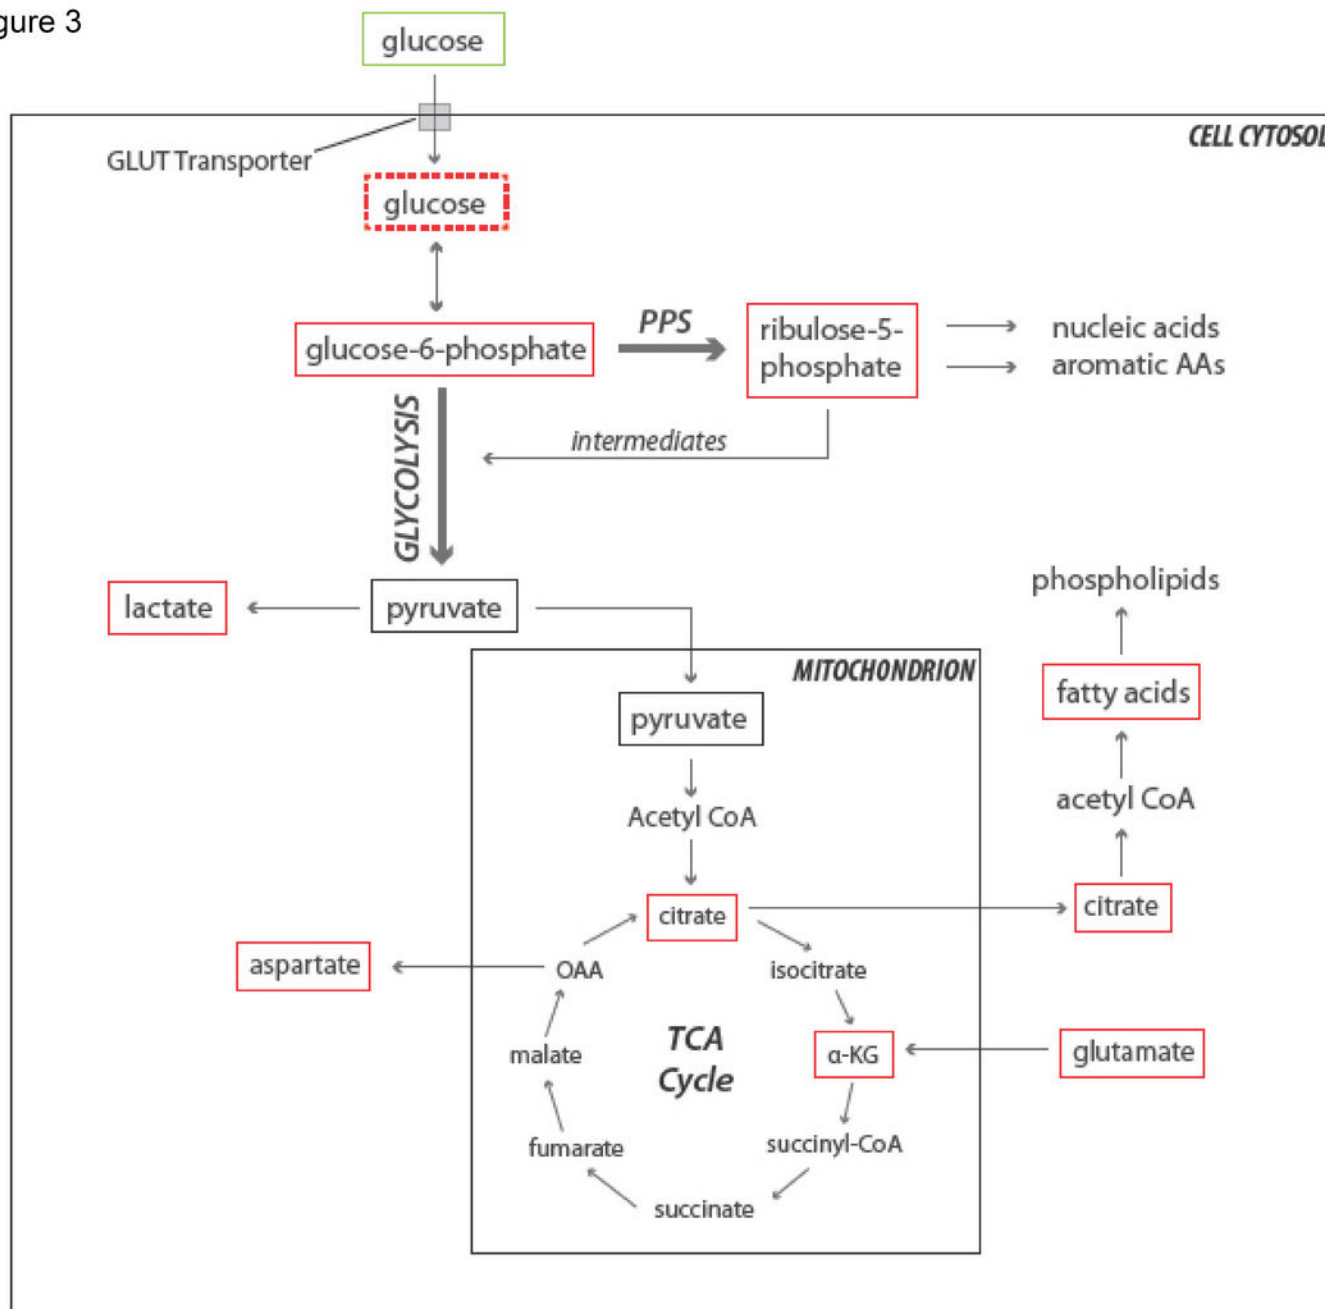 gure 3
glucose
CELL CYTOSOL
GLUT Transporter
glucose
PPS
glucose-6-phosphate
ribulose-5-
phosphate
nucleic acids
aromatic AAs
GLYCOLYSIS
intermediates
lactate
pyruvate
phospholipids
MITOCHONDRION
fatty acids
pyruvate
acetyl CoA
Acetyl CoA
citrate
citrate
aspartate
OAA
isocitrate
TCA
Cycle
malate
α-KG
glutamate
fumarate
succinyl-CoA
succinate